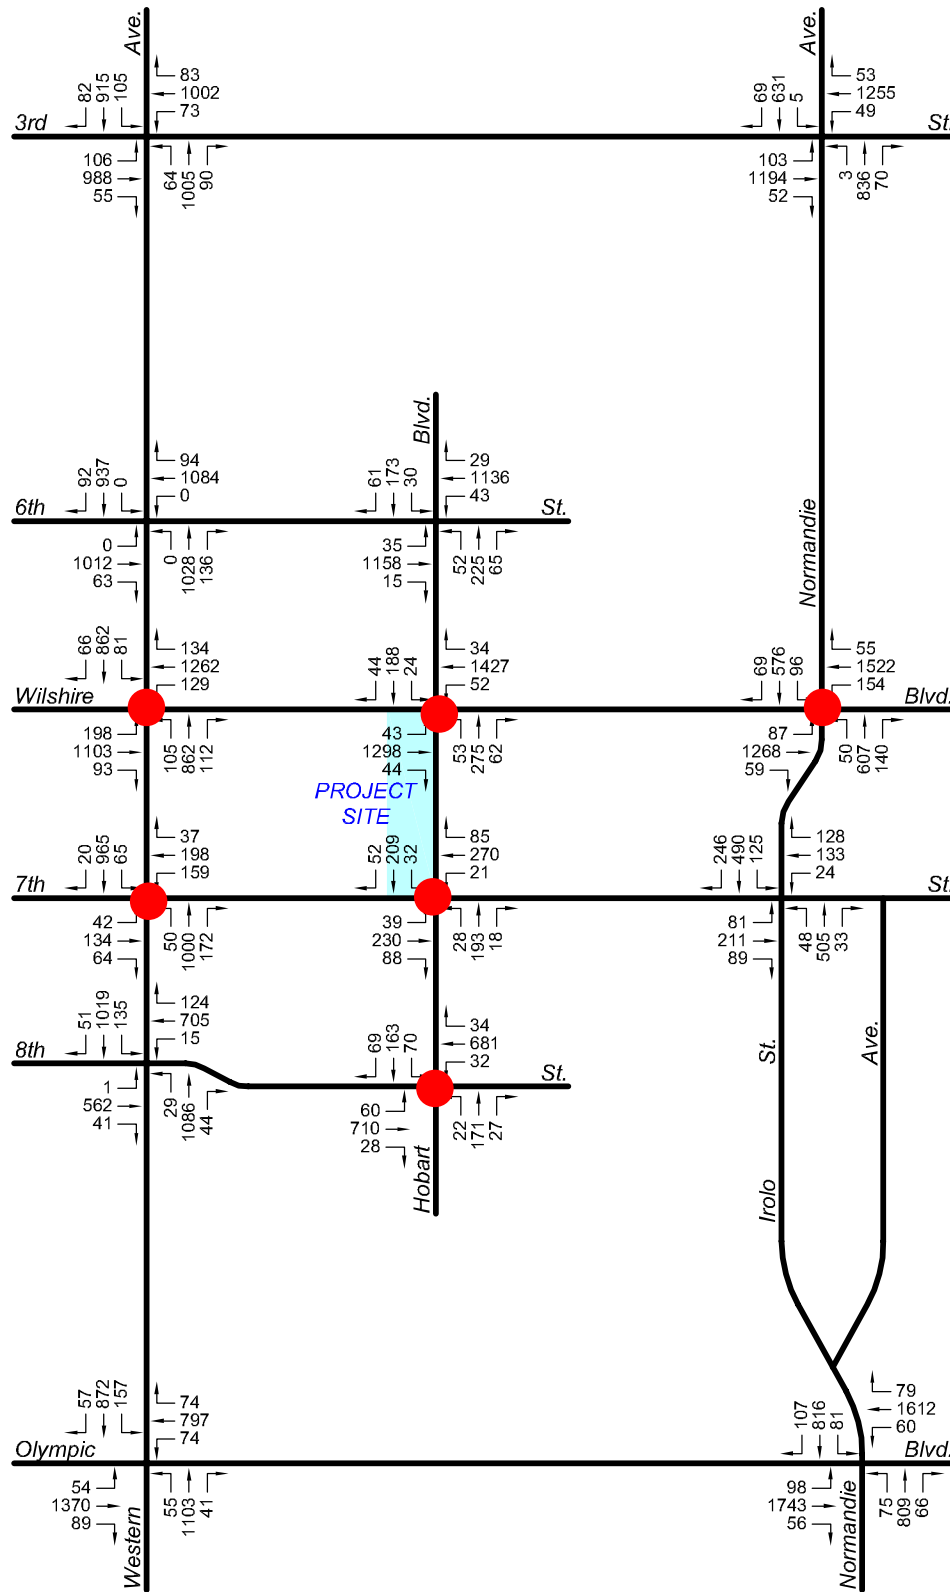 Ave.
Ave.
82 915 105
83
1002
73
69 631 5
53
1255
49
3rd
St.
106
988
55
64 1005 90
103
1194
52
3 836 70
Blvd.
Normandie
92 937 0
94
1084
0
61 173 30
29
1136
43
6th
St.
0
1012
63
0 1028 136
35
1158
15
52 225 65
66 862 81
134
1262
129
44 188 24
34
1427
52
69 576 96
55
1522
154
Wilshire
Blvd.
198
1103
93
105 862 112
43
1298
44
53 275 62
87
1268
59
50 607 140
PROJECT
SITE
20 965 65
37
198
159
52 209 32
85
270
21
246 490 125
128
133
24
7th
St.
42
134
64
50 1000 172
39
230
88
28 193 18
81
211
89
48 505 33
51 1019 135
124
705
15
69 163 70
34
681
32
St.
Ave.
8th
St.
1
562
41
29 1086 44
60
710
28
22 171 27
Hobart
Irolo
57 872 157
74
797
74
107 816 81
79
1612
60
Olympic
Blvd.
54
1370
89
55 1103 41
98
1743
56
75 809 66
Western
Normandie